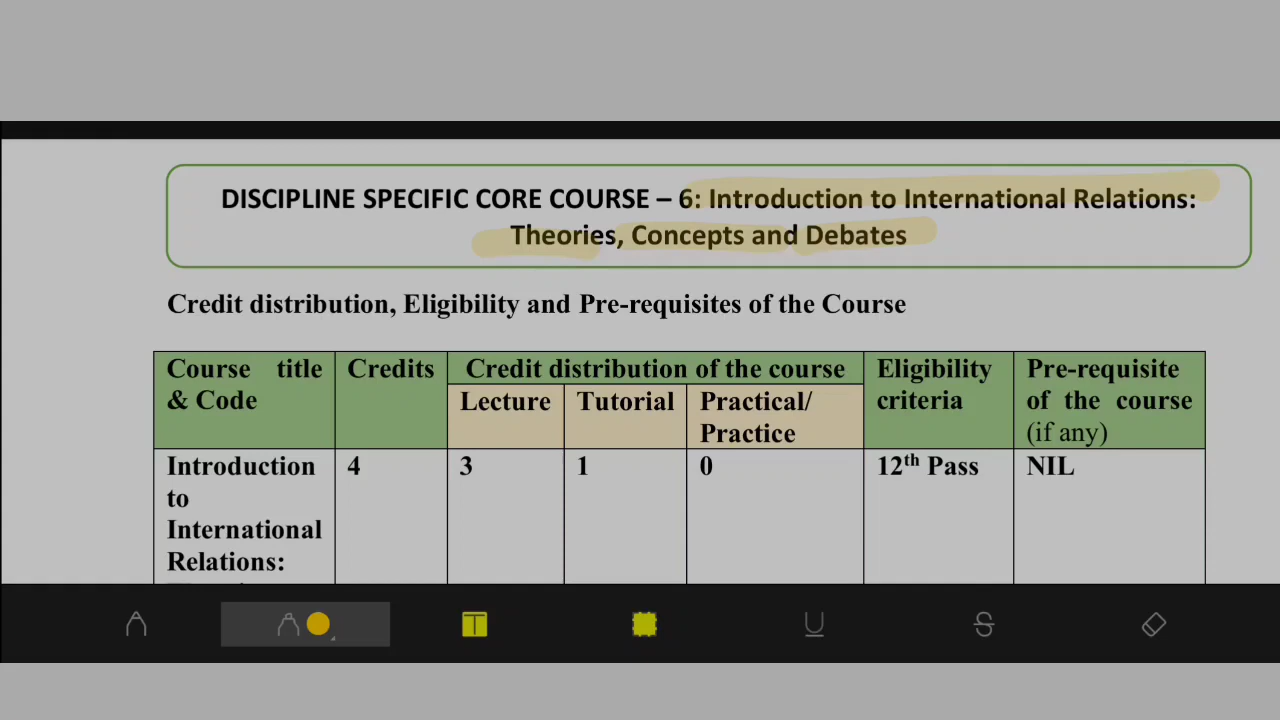 DISCIPLINE SPECIFIC CORE COURSE – 6: Introduction to International Relations:
Theories, Concepts and Debates
Credit distribution, Eligibility and Pre-requisites of the Course
Course title & Code
Credits
Credit distribution of the course
Eligibility criteria
Pre-requisite of the course (if any)
Lecture
Tutorial
Practical/
Practice
Introduction
to
International
Relations:
4
3
1
0
12th Pass
NIL
T
U
S